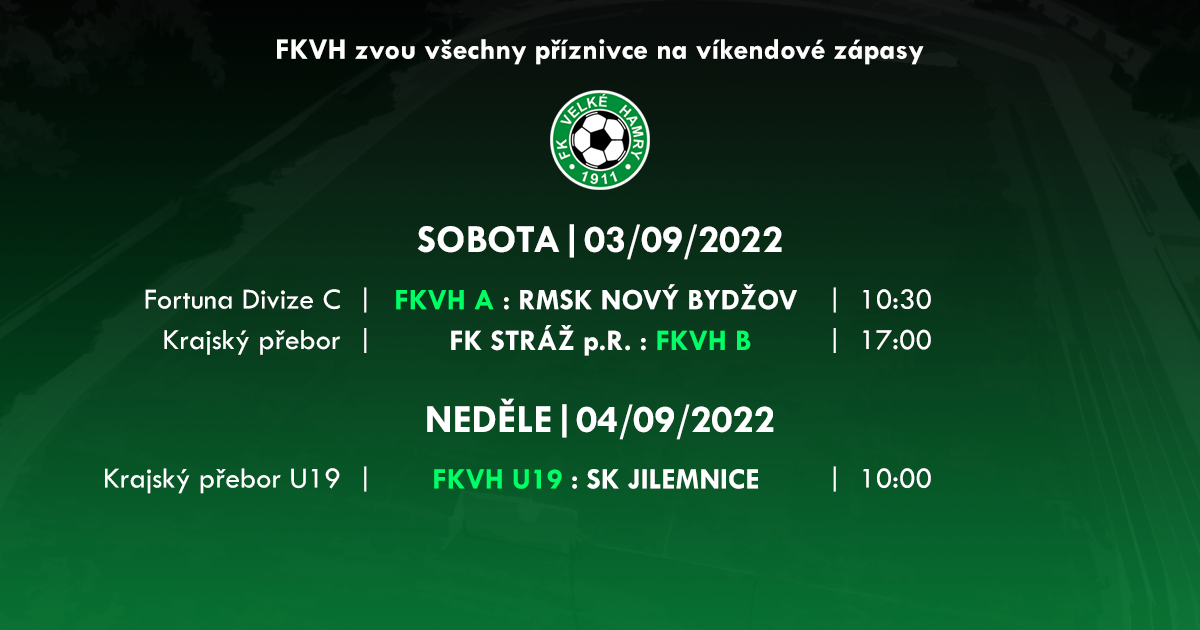 FKVH zvou všechny příznivce na víkendové zápasy
FK VELKÉ HAMRY
1911
SOBOTA | 03/09/2022
Fortuna Divize C | FKVH A : RMSK NOVÝ BYDŽOV | 10:30
Krajský přebor | FK STRÁŽ p.R. : FKVH B | 17:00
NEDĚLE | 04/09/2022
Krajský přebor U19 | FKVH U19 : SK JILEMNICE | 10:00